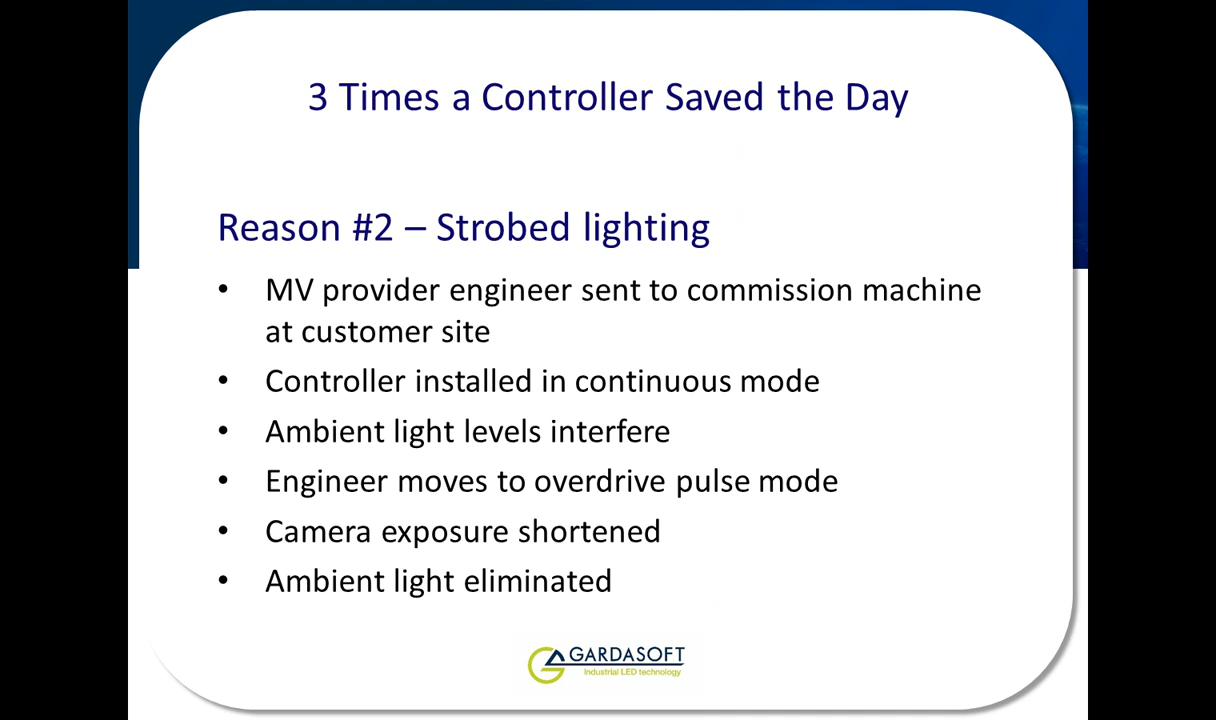 3 Times a Controller Saved the Day
Reason #2 – Strobed lighting
• MV provider engineer sent to commission machine
at customer site
• Controller installed in continuous mode
• Ambient light levels interfere
• Engineer moves to overdrive pulse mode
• Camera exposure shortened
• Ambient light eliminated
GARDASOFT
Industrial LED technology